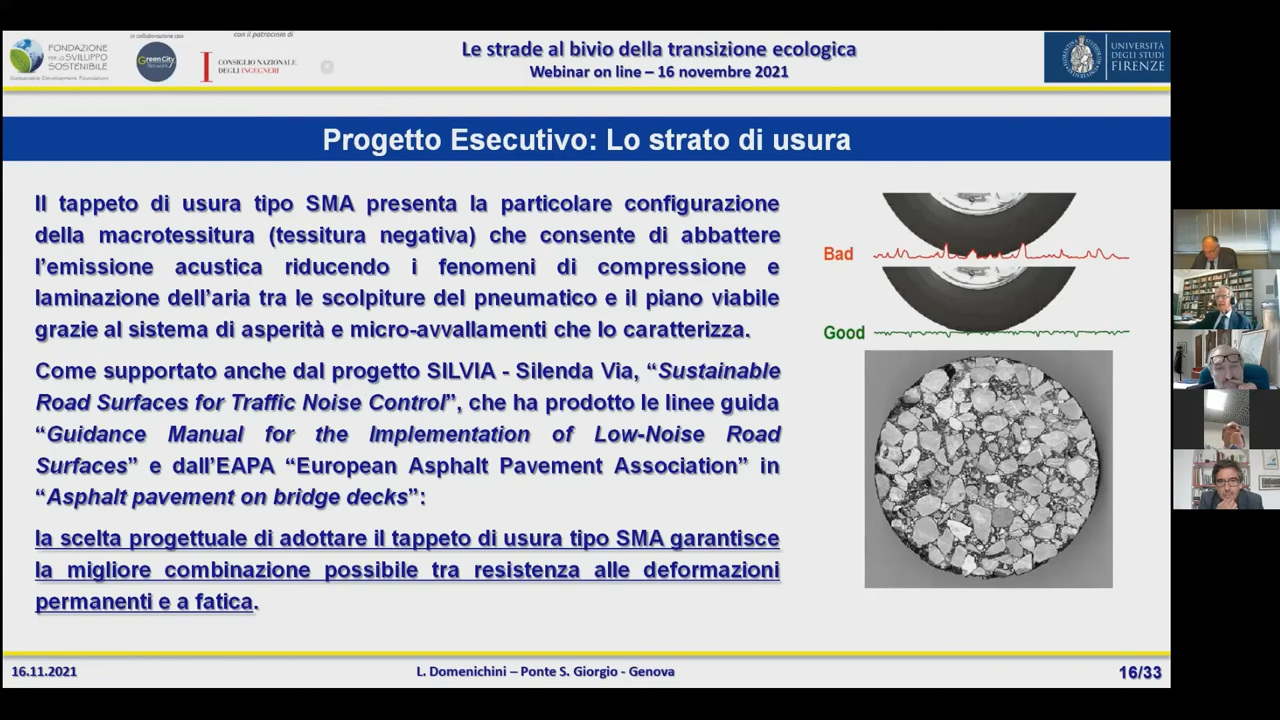 FONDAZIONE
PER LO SVILUPPO
SOSTENIBILE
Sustainable Development Foundation
in collaborazione con
GreenCity
Network
con il patrocinio di
CONSIGLIO NAZIONALE
DEGLI INGEGNERI
Le strade al bivio della transizione ecologica
Webinar on line – 16 novembre 2021
UNIVERSITÀ
DEGLI STUDI
FIRENZE
Progetto Esecutivo: Lo strato di usura
Il tappeto di usura tipo SMA presenta la particolare configurazione
della macrotessitura (tessitura negativa) che consente di abbattere
l’emissione acustica riducendo i fenomeni di compressione e
laminazione dell’aria tra le scolpiture del pneumatico e il piano viabile
grazie al sistema di asperità e micro-avvallamenti che lo caratterizza.
Come supportato anche dal progetto SILVIA - Silenda Via, “Sustainable
Road Surfaces for Traffic Noise Control”, che ha prodotto le linee guida
“Guidance Manual for the Implementation of Low-Noise Road
Surfaces” e dall’EAPA “European Asphalt Pavement Association” in
“Asphalt pavement on bridge decks”:
la scelta progettuale di adottare il tappeto di usura tipo SMA garantisce
la migliore combinazione possibile tra resistenza alle deformazioni
permanenti e a fatica.
Bad
Good
16.11.2021
L. Domenichini – Ponte S. Giorgio - Genova
16/33